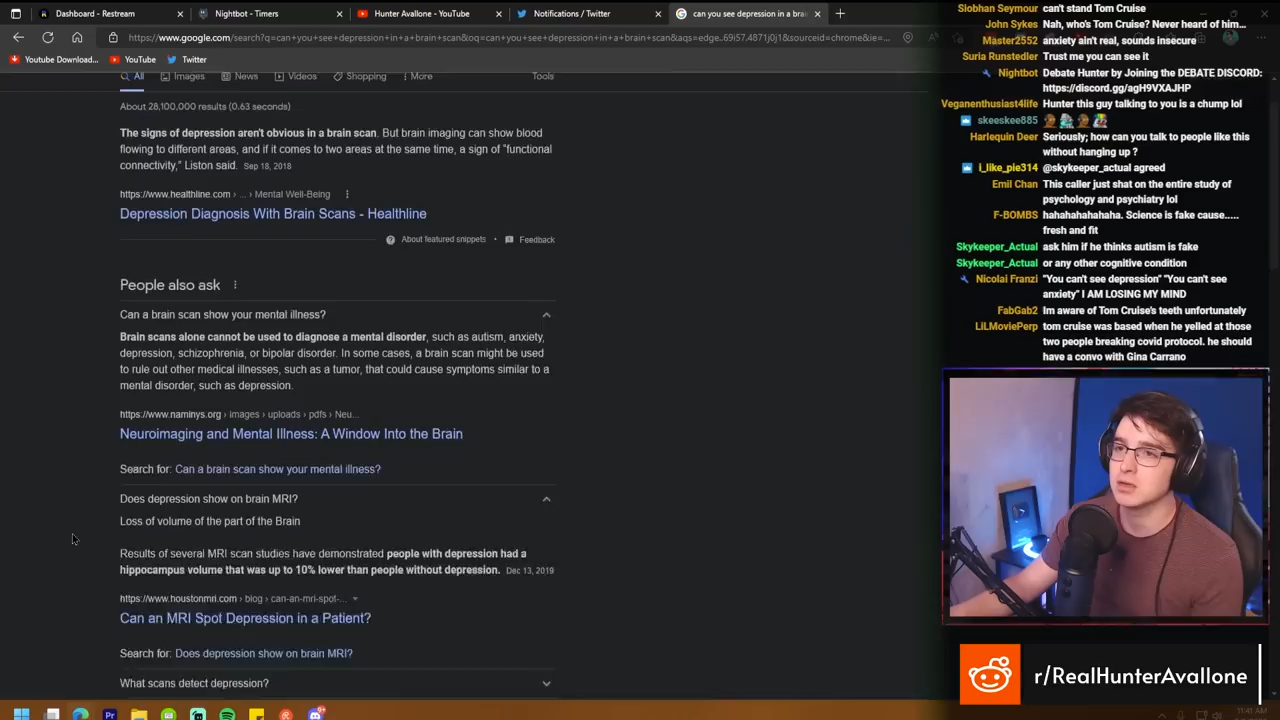 Dashboard - Restream
Nightbot - Timers
Hunter Avallone - YouTube
Notifications / Twitter
can you see depression in a brai
https://www.google.com/search?q=can+you+see+depression+in+a+brain+scan&oq=can+you+see+depression+in+a+brain+scan&aqs=edge..69i57.4871j0j1&sourceid=chrome&ie=...
Youtube Download...
YouTube
Twitter
All
Images
News
Videos
Shopping
More
Tools
About 28,100,000 results (0.63 seconds)
The signs of depression aren't obvious in a brain scan. But brain imaging can show blood
flowing to different areas, and if it comes to two areas at the same time, a sign of "functional
connectivity," Liston said. Sep 18, 2018
https://www.healthline.com › ... › Mental Well-Being
Depression Diagnosis With Brain Scans - Healthline
About featured snippets • Feedback
People also ask
Can a brain scan show your mental illness?
Brain scans alone cannot be used to diagnose a mental disorder, such as autism, anxiety,
depression, schizophrenia, or bipolar disorder. In some cases, a brain scan might be used
to rule out other medical illnesses, such as a tumor, that could cause symptoms similar to a
mental disorder, such as depression.
https://www.naminys.org › images › uploads › pdfs › Neu...
Neuroimaging and Mental Illness: A Window Into the Brain
Search for: Can a brain scan show your mental illness?
Does depression show on brain MRI?
Loss of volume of the part of the Brain
Results of several MRI scan studies have demonstrated people with depression had a
hippocampus volume that was up to 10% lower than people without depression. Dec 13, 2019
https://www.houstonmri.com › blog › can-an-mri-spot-...
Can an MRI Spot Depression in a Patient?
Search for: Does depression show on brain MRI?
What scans detect depression?
Siobhan Seymour can't stand Tom Cruise
John Sykes Nah, who's Tom Cruise? Never heard of him...
Master2552 anxiety ain't real, sounds insecure
Suria Runstedler Trust me you can see it
Nightbot Debate Hunter by Joining the DEBATE DISCORD:
https://discord.gg/agH9VXAJHP
Veganenthusiast4life Hunter this guy talking to you is a chump lol
skeeskee885
Harlequin Deer Seriously; how can you talk to people like this
without hanging up ?
i_like_pie314 @skykeeper_actual agreed
Emil Chan This caller just shat on the entire study of
psychology and psychiatry lol
F-BOMBS hahahahahaha. Science is fake cause.....
fresh and fit
Skykeeper_Actual ask him if he thinks autism is fake
Skykeeper_Actual or any other cognitive condition
Nicolai Franzi "You can't see depression" "You can't see
anxiety" I AM LOSING MY MIND
FabGab2 Im aware of Tom Cruise's teeth unfortunately
LiLMoviePerp tom cruise was based when he yelled at those
two people breaking covid protocol. he should
have a convo with Gina Carrano
r/RealHunterAvallone
11:41 AM